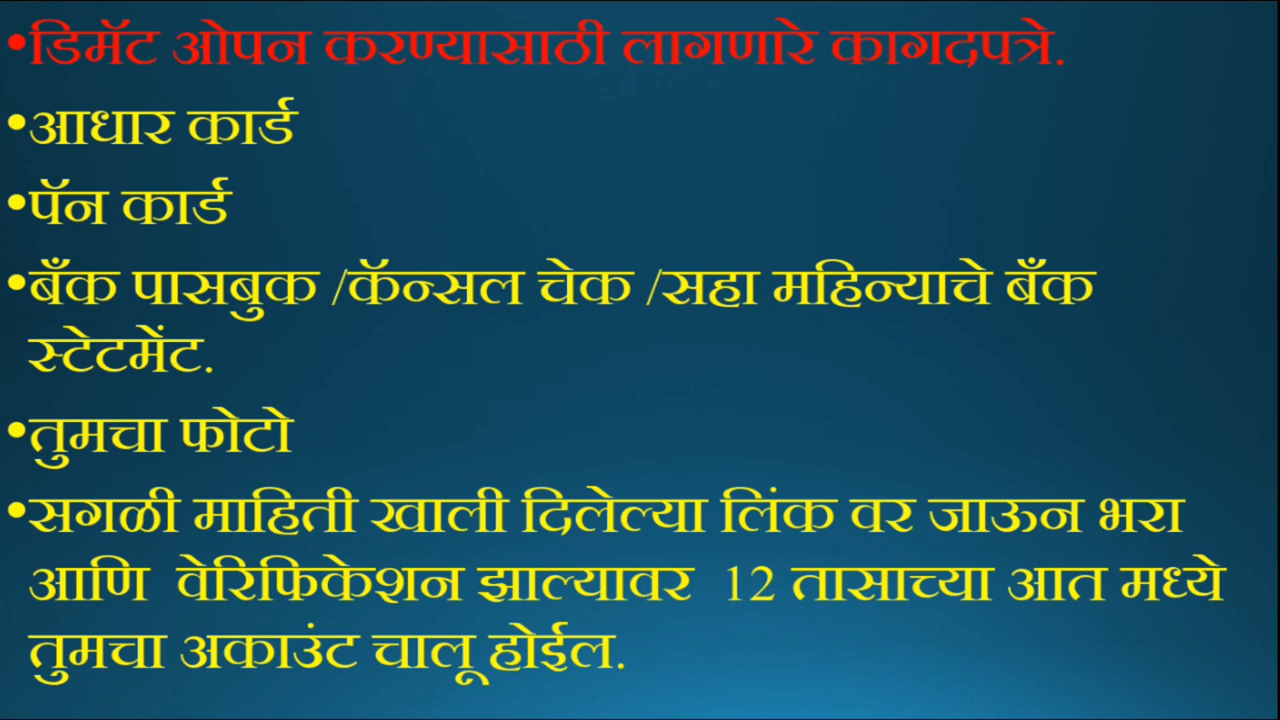 •डिमॅट ओपन करण्यासाठी लागणारे कागदपत्रे.
•आधार कार्ड
•पॅन कार्ड
•बँक पासबुक /कॅन्सल चेक /सहा महिन्याचे बँक
स्टेटमेंट.
•तुमचा फोटो
•सगळी माहिती खाली दिलेल्या लिंक वर जाऊन भरा
आणि वेरिफिकेशन झाल्यावर 12 तासाच्या आत मध्ये
तुमचा अकाउंट चालू होईल.